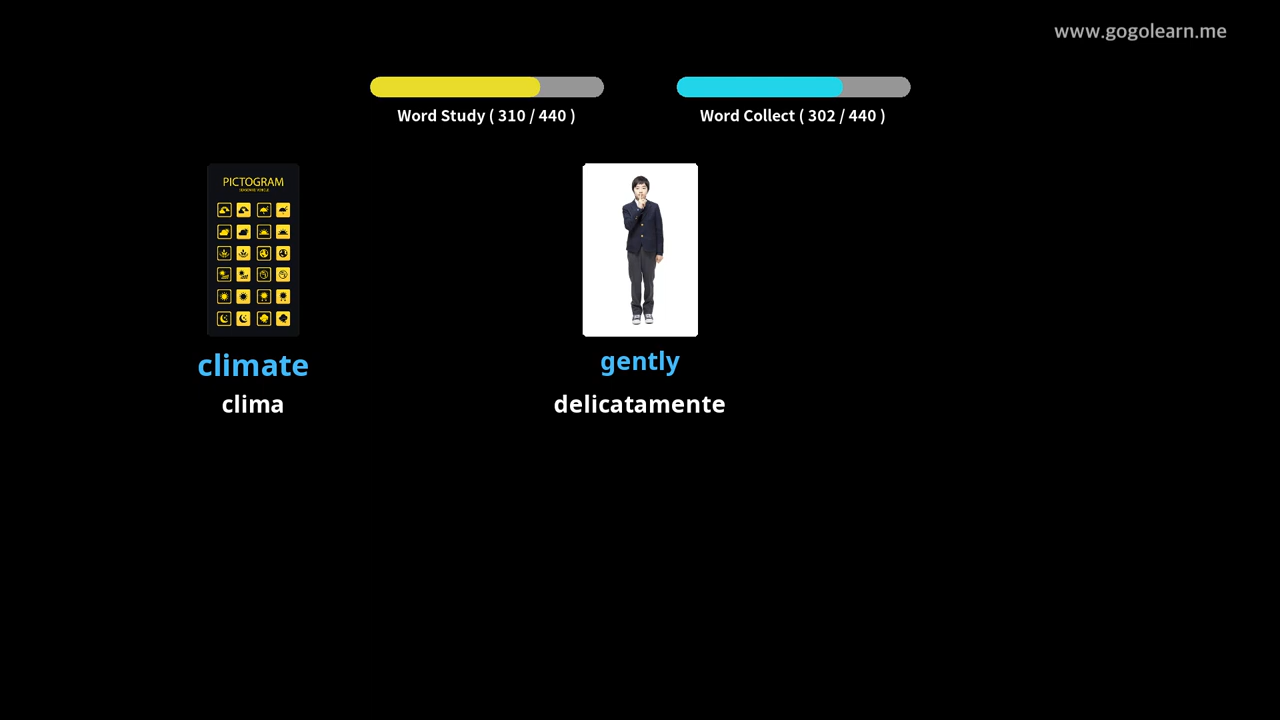 www.gogolearn.me
Word Study ( 310 / 440 )
Word Collect ( 302 / 440 )
PICTOGRAM
climate
clima
gently
delicatamente